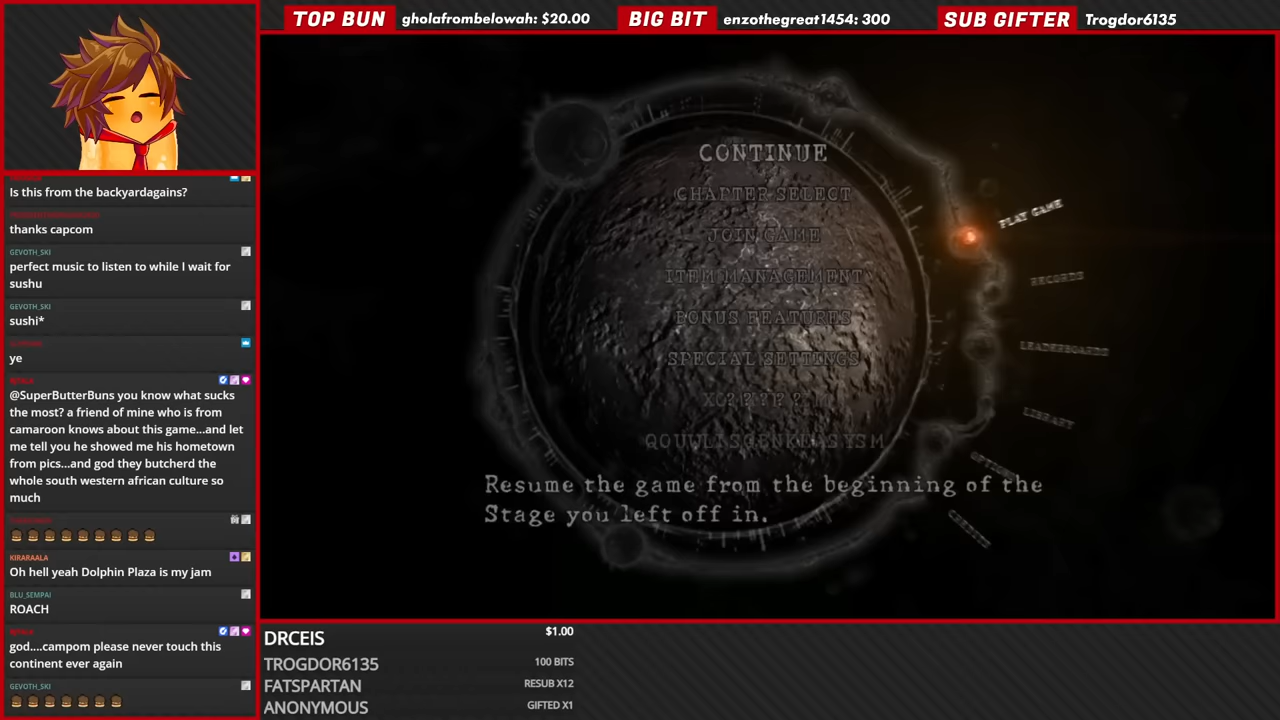 TOP BUN gholafrombelowah: $20.00 BIG BIT enzothegreat1454: 300 SUB GIFTER Trogdor6135
Is this from the backyardagains?
thanks capcom
GEVOTH_SKI
perfect music to listen to while I wait for
sushu
GEVOTH_SKI
sushi*
ye
@SuperButterBuns you know what sucks
the most? a friend of mine who is from
camaroon knows about this game...and let
me tell you he showed me his hometown
from pics...and god they butcherd the
whole south western african culture so
much
KIRARAALA
Oh hell yeah Dolphin Plaza is my jam
BLU_SEMPAI
ROACH
god....campom please never touch this
continent ever again
GEVOTH_SKI
CONTINUE
CHAPTER SELECT
JOIN GAME
ITEM MANAGEMENT
BONUS FEATURES
SPECIAL SETTINGS
Resume the game from the beginning of the
Stage you left off in.
PLAY GAME
RECORDS
LEADERBOARDS
LIBRARY
OPTIONS
CREDITS
DRCEIS $1.00
TROGDOR6135 100 BITS
FATSPARTAN RESUB X12
ANONYMOUS GIFTED X1